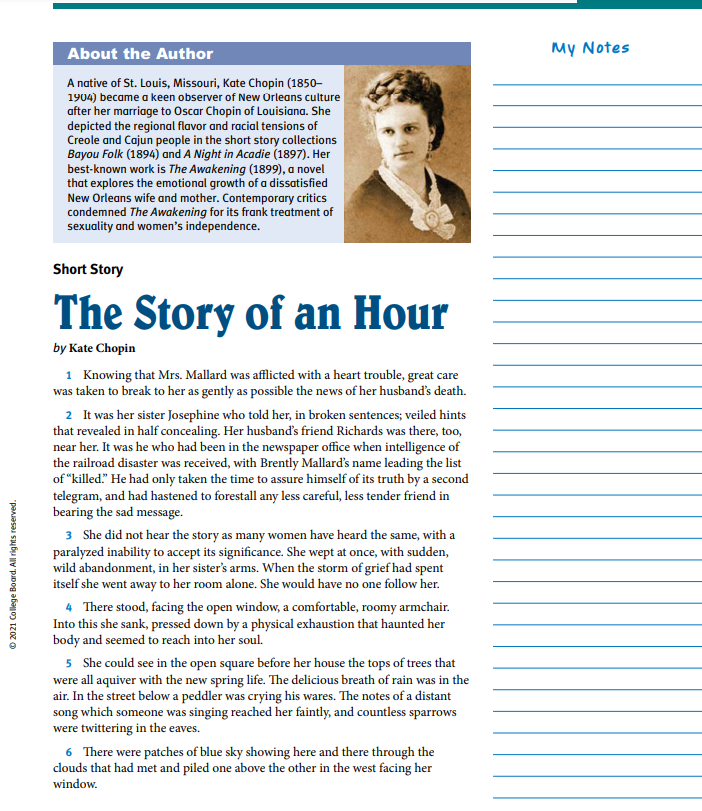 About the Author
A native of St. Louis, Missouri, Kate Chopin (1850–
1904) became a keen observer of New Orleans culture
after her marriage to Oscar Chopin of Louisiana. She
depicted the regional flavor and racial tensions of
Creole and Cajun people in the short story collections
Bayou Folk (1894) and A Night in Acadie (1897). Her
best-known work is The Awakening (1899), a novel
that explores the emotional growth of a dissatisfied
New Orleans wife and mother. Contemporary critics
condemned The Awakening for its frank treatment of
sexuality and women’s independence.
My Notes
Short Story
The Story of an Hour
by Kate Chopin
1 Knowing that Mrs. Mallard was afflicted with a heart trouble, great care
was taken to break to her as gently as possible the news of her husband’s death.
2 It was her sister Josephine who told her, in broken sentences; veiled hints
that revealed in half concealing. Her husband’s friend Richards was there, too,
near her. It was he who had been in the newspaper office when intelligence of
the railroad disaster was received, with Brently Mallard’s name leading the list
of “killed.” He had only taken the time to assure himself of its truth by a second
telegram, and had hastened to forestall any less careful, less tender friend in
bearing the sad message.
3 She did not hear the story as many women have heard the same, with a
paralyzed inability to accept its significance. She wept at once, with sudden,
wild abandonment, in her sister’s arms. When the storm of grief had spent
itself she went away to her room alone. She would have no one follow her.
4 There stood, facing the open window, a comfortable, roomy armchair.
Into this she sank, pressed down by a physical exhaustion that haunted her
body and seemed to reach into her soul.
5 She could see in the open square before her house the tops of trees that
were all aquiver with the new spring life. The delicious breath of rain was in the
air. In the street below a peddler was crying his wares. The notes of a distant
song which someone was singing reached her faintly, and countless sparrows
were twittering in the eaves.
6 There were patches of blue sky showing here and there through the
clouds that had met and piled one above the other in the west facing her
window.
© 2021 College Board. All rights reserved.